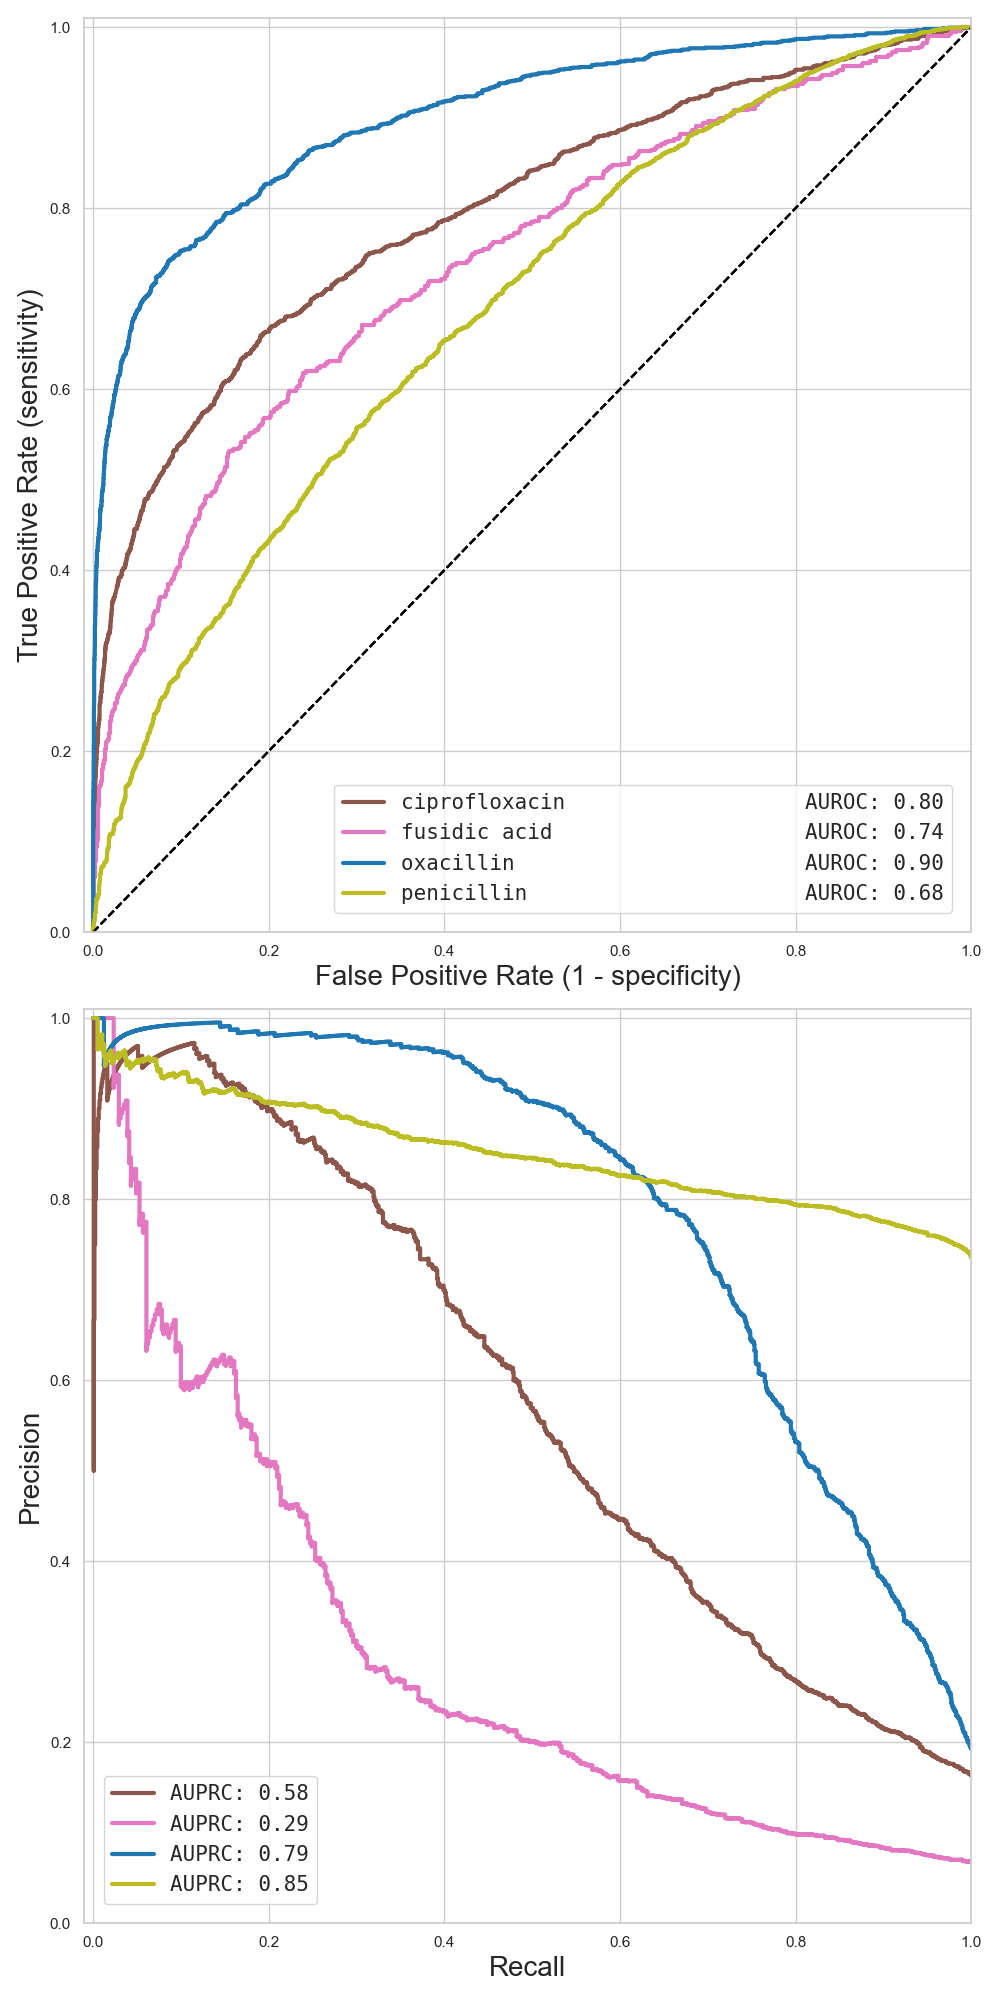 1.0
0.8
0.6
0.4
0.2
0.0
True Positive Rate (sensitivity)
ciprofloxacin AUROC: 0.80
fusidic acid AUROC: 0.74
oxacillin AUROC: 0.90
penicillin AUROC: 0.68
0.0 0.2 0.4 0.6 0.8 1.0
False Positive Rate (1 - specificity)
1.0
0.8
0.6
0.4
0.2
0.0
Precision
AUPRC: 0.58
AUPRC: 0.29
AUPRC: 0.79
AUPRC: 0.85
0.0 0.2 0.4 0.6 0.8 1.0
Recall